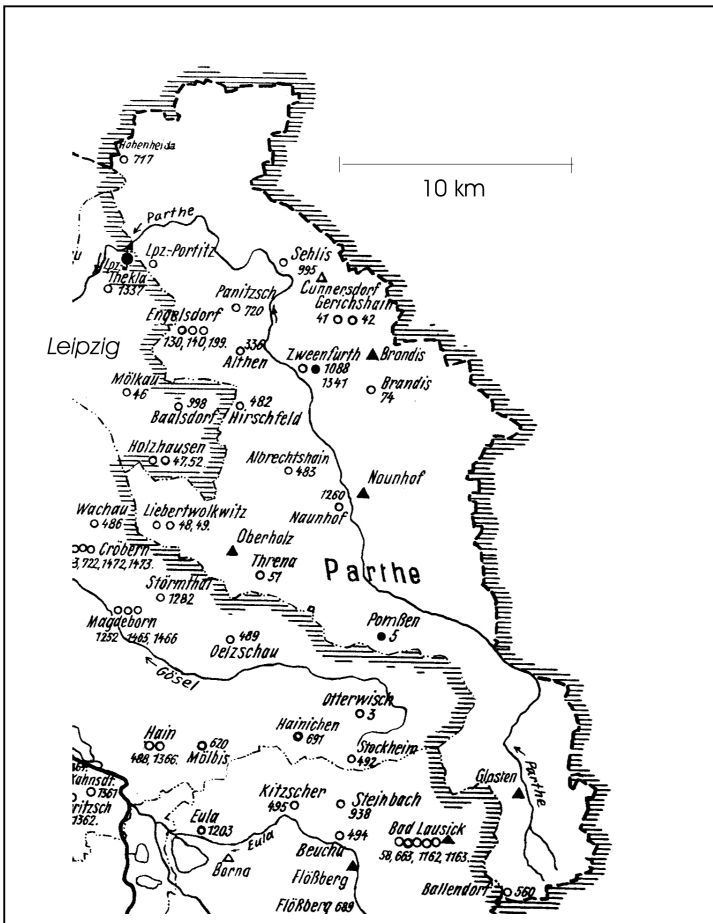 Hohenheida
717
10 km
← Parthe
Lpz-Portitz
Lpz-
Thekla
1337
Sehlis
995
Cunnersdorf
Gerichshain
41 42
Panitzsch
720
Engelsdorf
130, 140, 199.
336
Althen
Leipzig
Zweenfurth
1088
1341
Brandis
Brandis
74
Mölkau
46
998
Baalsdorf
482
Hirschfeld
Holzhausen
47,52
Albrechtshain
483
Naunhof
1260
Naunhof
Wachau
486
Liebertwolkwitz
48, 49.
Oberholz
Cröbern
3, 722, 1472, 1473.
Threna
57
Parthe
Störmthal
1282
Magdeborn
1252 1465, 1466
489
Oelzschau
Pomßen
5
← Gösel
Otterwisch
3
Hainichen
691
Stockheim
492
Hain
488, 1366.
620
Mölbis
← Parthe
Glasten
Kahnsdf.
1361
1362.
Kitzscher
495
Steinbach
938
Eula
1203
← Eula
494
Bad Lausick
58, 663, 1162, 1163.
Borna
Beucha
Flößberg
Flößberg 689
Ballendorf
560